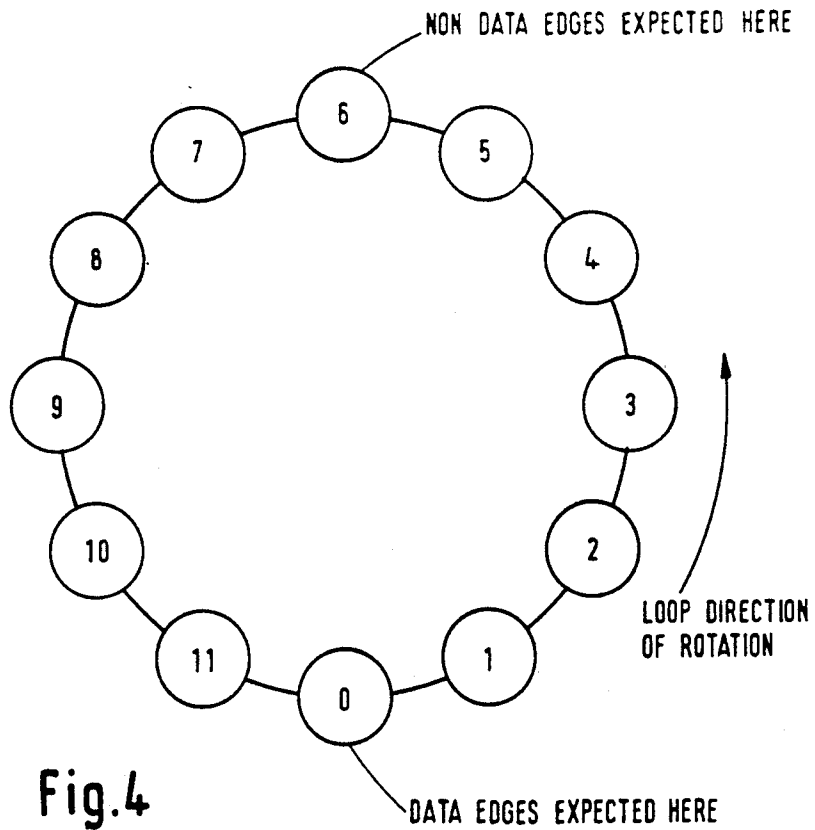 NON DATA EDGES EXPECTED HERE
6
7
5
8
4
9
3
10
2
LOOP DIRECTION
OF ROTATION
11
1
0
Fig.4
DATA EDGES EXPECTED HERE